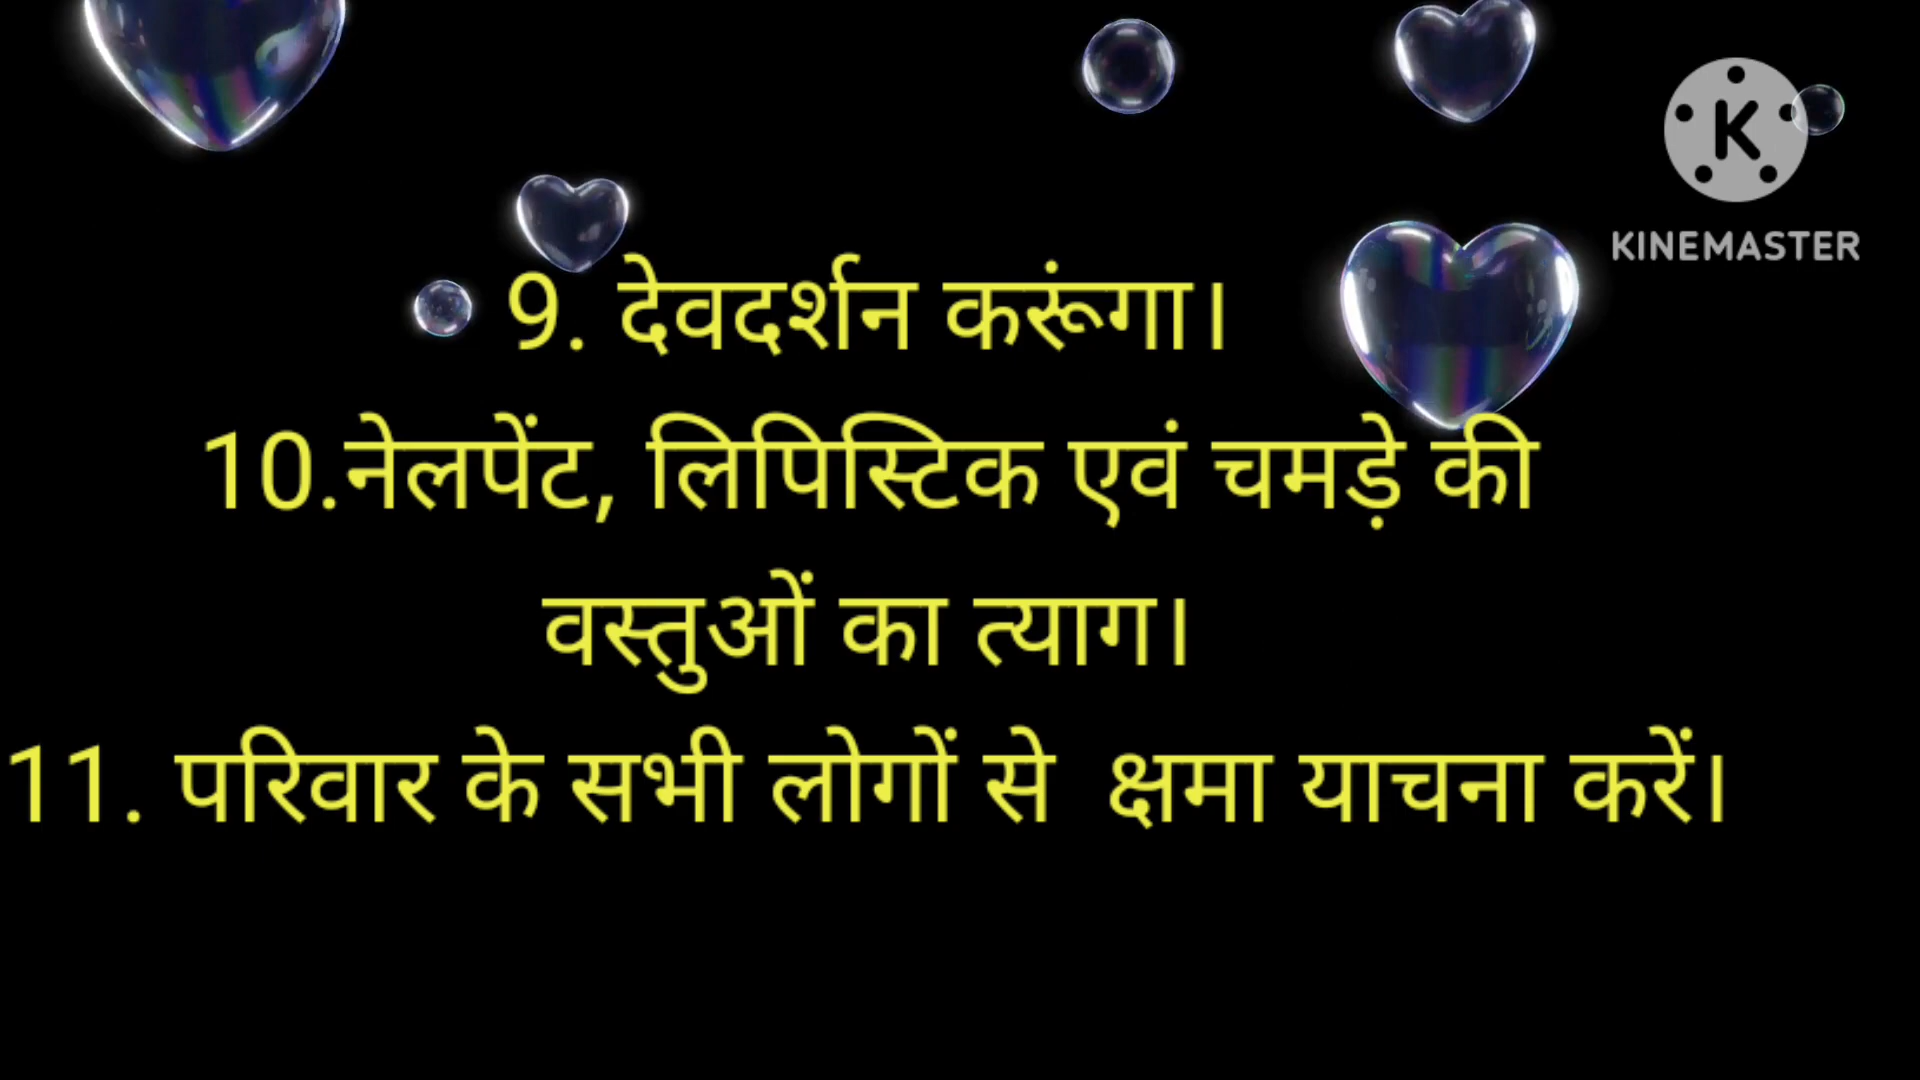 K
KINEMASTER
9. देवदर्शन करूंगा।
10.नेलपेंट, लिपिस्टिक एवं चमड़े की
वस्तुओं का त्याग।
11. परिवार के सभी लोगों से  क्षमा याचना करें।